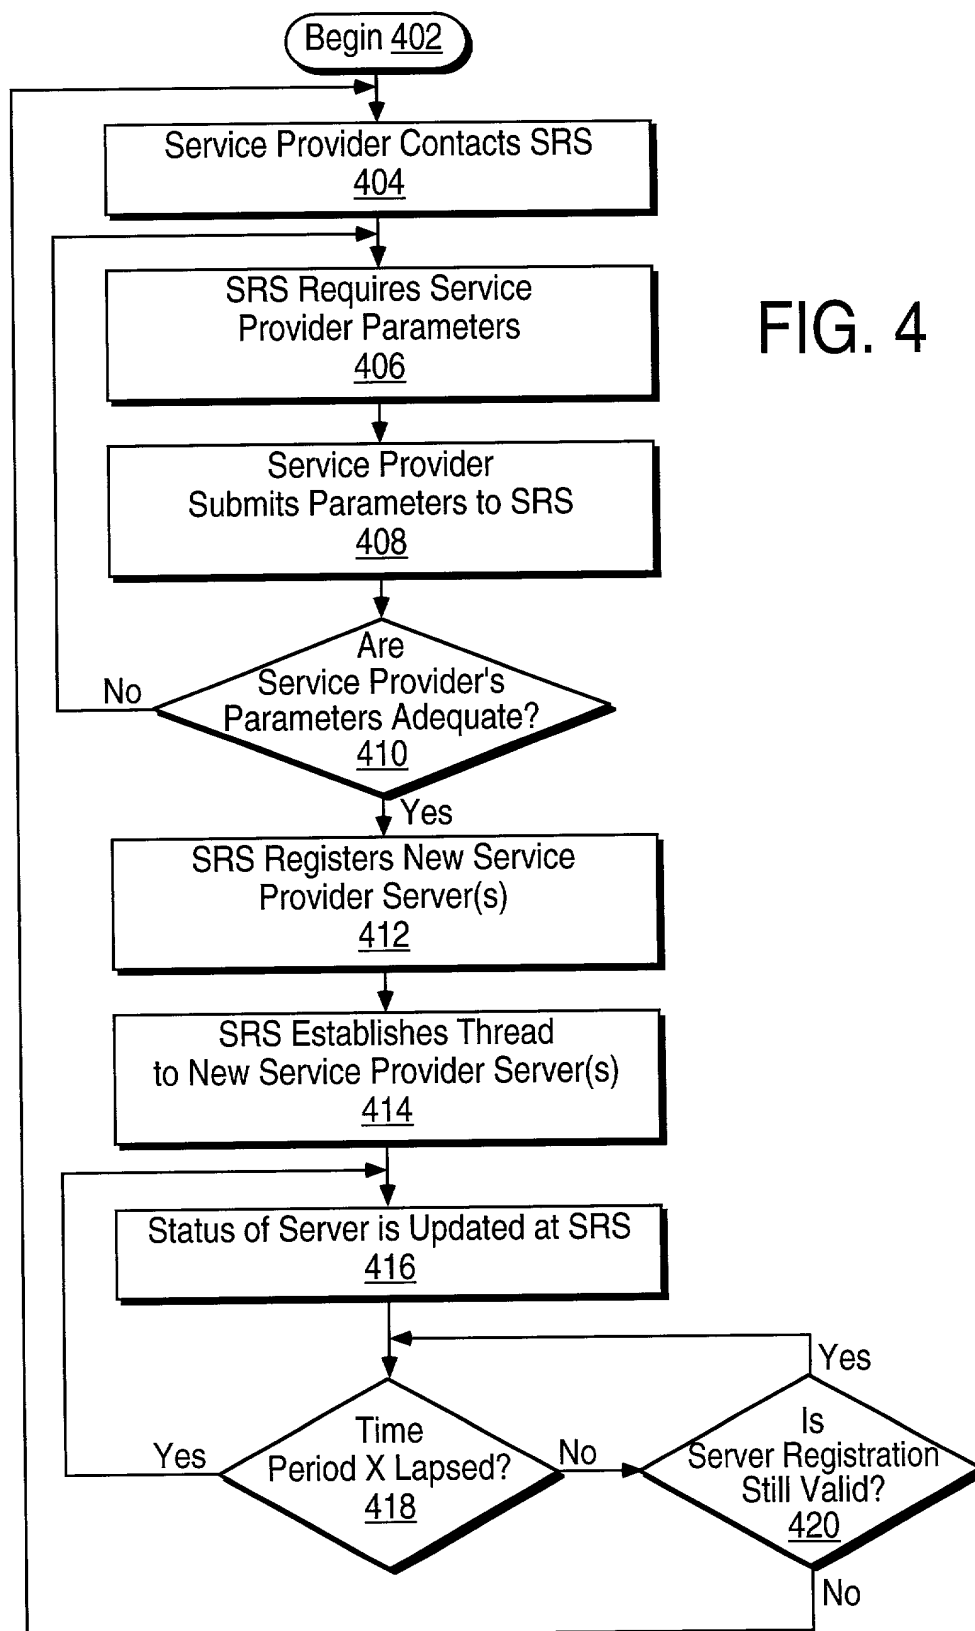 Begin 402
Service Provider Contacts SRS
404
SRS Requires Service
Provider Parameters
406
FIG. 4
Service Provider
Submits Parameters to SRS
408
Are
Service Provider's
Parameters Adequate?
410
No
Yes
SRS Registers New Service
Provider Server(s)
412
SRS Establishes Thread
to New Service Provider Server(s)
414
Status of Server is Updated at SRS
416
Time
Period X Lapsed?
418
Yes
No
Yes
Is
Server Registration
Still Valid?
420
No